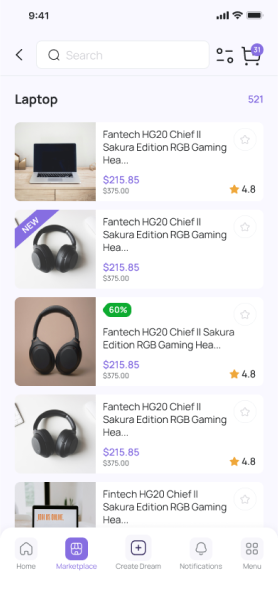 9:41
Search
31
Laptop
521
Fantech HG20 Chief II
Sakura Edition RGB Gaming
Hea...
$215.85
$375.00
4.8
NEW
Fantech HG20 Chief II
Sakura Edition RGB Gaming
Hea...
$215.85
$375.00
60%
Fantech HG20 Chief II Sakura
Edition RGB Gaming Hea...
$215.85
$375.00
4.8
Fantech HG20 Chief II
Sakura Edition RGB Gaming
Hea...
$215.85
$375.00
4.8
Fintech HG20 Chief II
Sakura Edition RGB Gaming
Home
Marketplace
Create Dream
Notifications
Menu